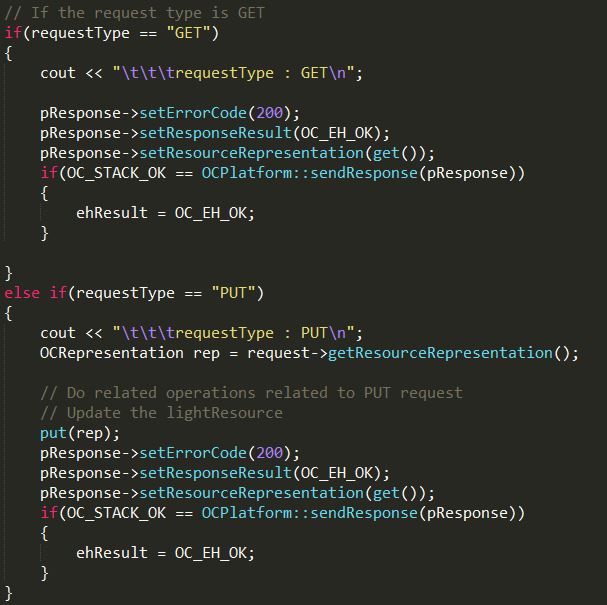 // If the request type is GET
if(requestType == "GET")
{
    cout << "\t\t\trequestType : GET\n";

    pResponse->setErrorCode(200);
    pResponse->setResponseResult(OC_EH_OK);
    pResponse->setResourceRepresentation(get());
    if(OC_STACK_OK == OCPlatform::sendResponse(pResponse))
    {
        ehResult = OC_EH_OK;
    }

}
else if(requestType == "PUT")
{
    cout << "\t\t\trequestType : PUT\n";
    OCRepresentation rep = request->getResourceRepresentation();

    // Do related operations related to PUT request
    // Update the lightResource
    put(rep);
    pResponse->setErrorCode(200);
    pResponse->setResponseResult(OC_EH_OK);
    pResponse->setResourceRepresentation(get());
    if(OC_STACK_OK == OCPlatform::sendResponse(pResponse))
    {
        ehResult = OC_EH_OK;
    }
}